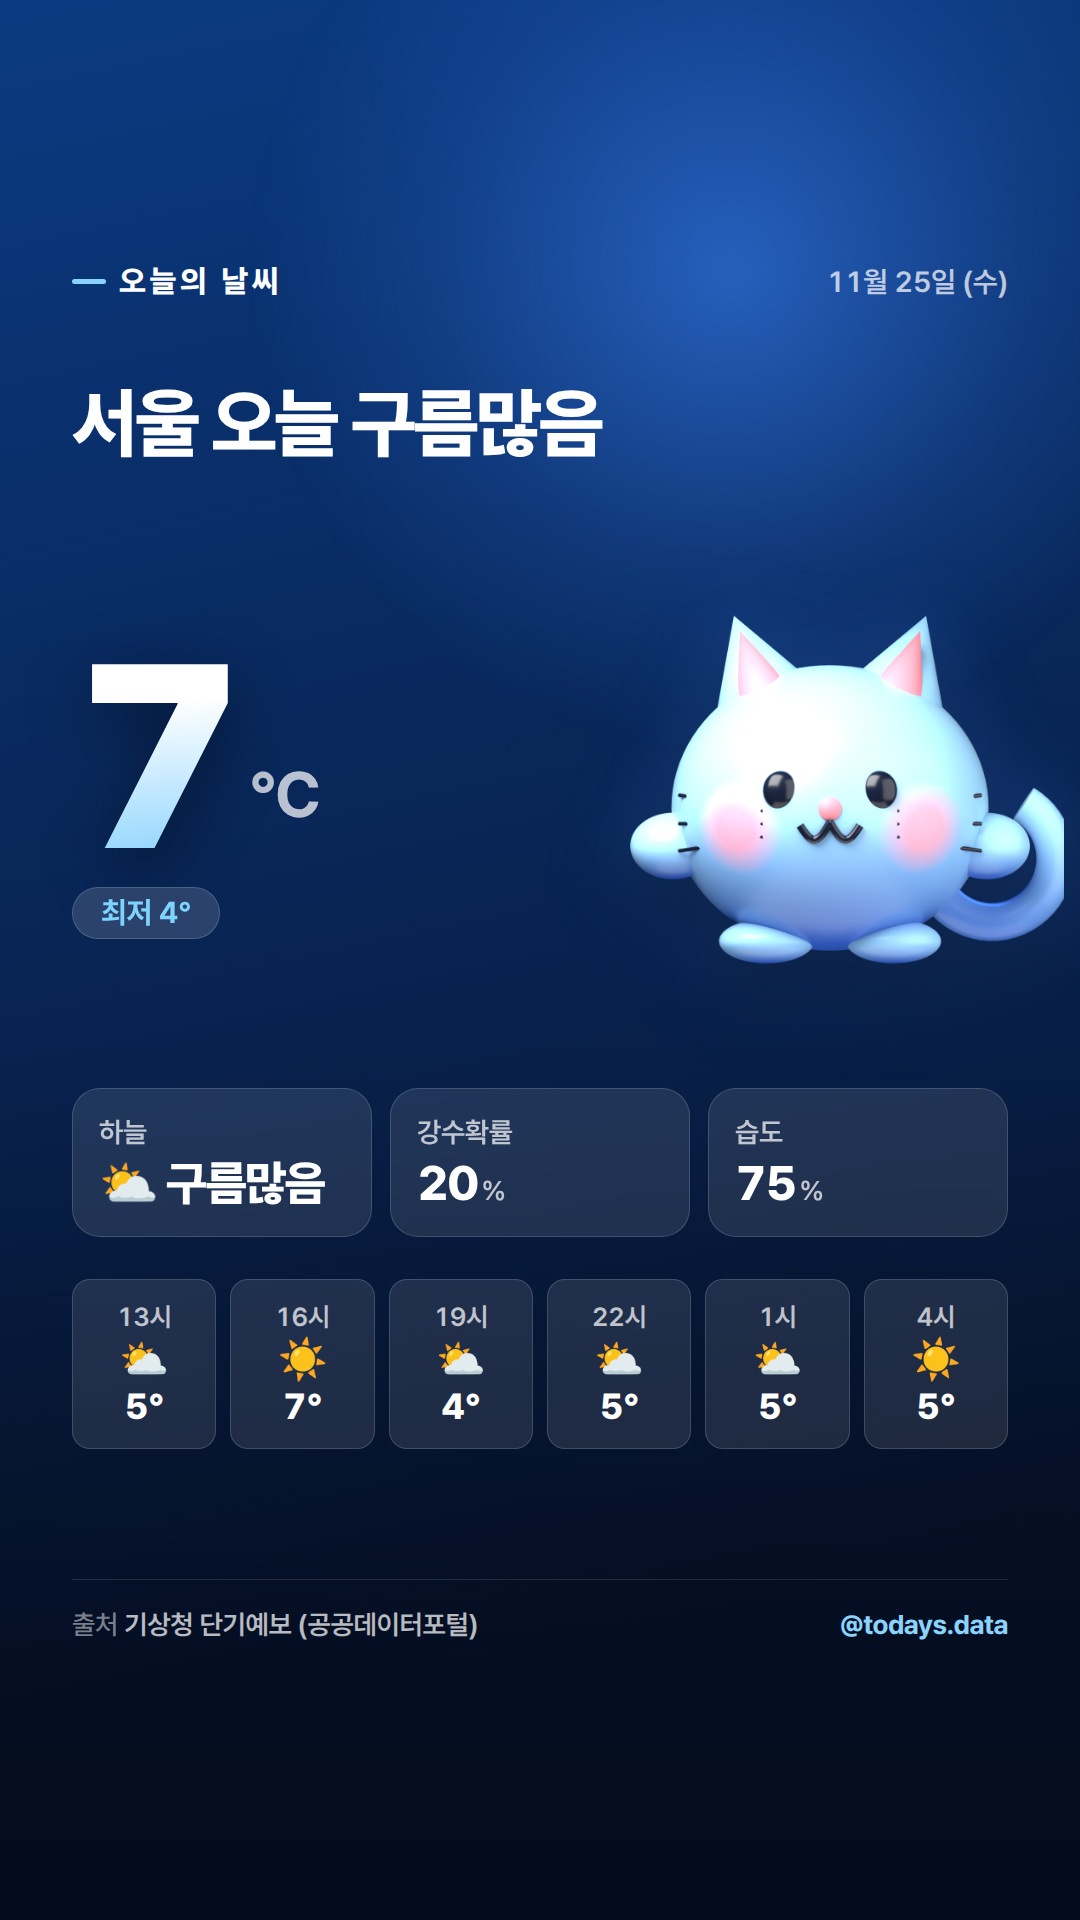 오늘의 날씨
11월 25일 (수)
서울 오늘 구름많음
7°C
최저 4°
하늘
구름많음
강수확률
20%
습도
75%
13시
5°
16시
7°
19시
4°
22시
5°
1시
5°
4시
5°
출처 기상청 단기예보 (공공데이터포털)
@todays.data